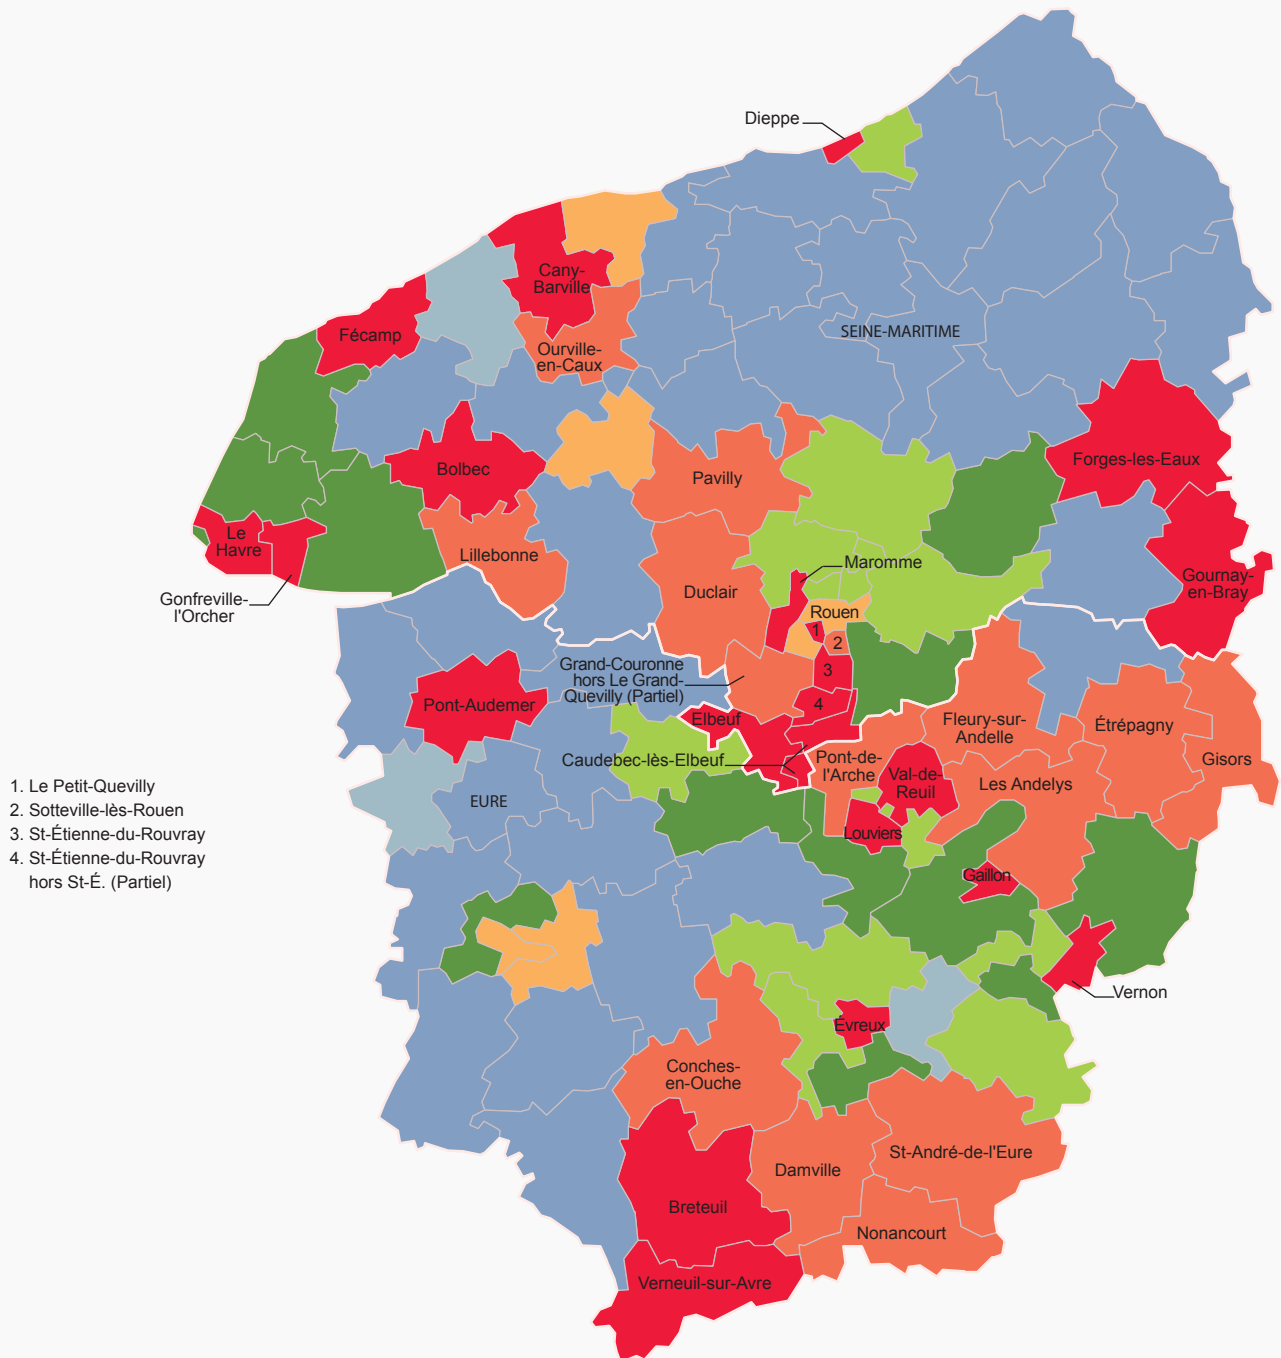 Dieppe
Cany-
Barville
Fécamp
Ourville-
en-Caux
SEINE-MARITIME
Bolbec
Pavilly
Forges-les-Eaux
Le
Havre
Lillebonne
Maromme
Duclair
Gournay-
en-Bray
Gonfreville-
l'Orcher
Rouen
1
2
Grand-Couronne
hors Le Grand-
Quevilly (Partiel)
3
4
Pont-Audemer
Elbeuf
Fleury-sur-
Andelle
Étrépagny
Caudebec-lès-Elbeuf
Pont-de-
l'Arche
Gisors
Val-de-
Reuil
Les Andelys
1. Le Petit-Quevilly
2. Sotteville-lès-Rouen
3. St-Étienne-du-Rouvray
4. St-Étienne-du-Rouvray
hors St-É. (Partiel)
EURE
Louviers
Gaillon
Vernon
Évreux
Conches-
en-Ouche
St-André-de-l'Eure
Damville
Breteuil
Nonancourt
Verneuil-sur-Avre